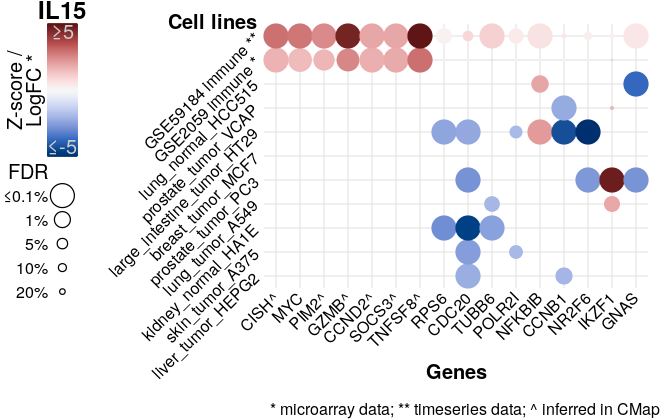 IL15
≥5
≤-5
Z-score /
LogFC *
FDR
≤0.1%
1%
5%
10%
20%
Cell lines
GSE59184 Immune **
GSE2059 Immune *
lung_normal_HCC515
prostate_tumor_VCAP
large_intestine_tumor_HT29
breast_tumor_MCF7
prostate_tumor_PC3
lung_tumor_A549
kidney_normal_HA1E
skin_tumor_A375
liver_tumor_HEPG2
CISH^
MYC
PIM2^
GZMB^
CCND2^
SOCS3^
TNFSF8^
RPS6
CDC20
TUBB6
POLR2I
NFKBIB
CCNB1
NR2F6
IKZF1
GNAS
Genes
* microarray data; ** timeseries data; ^ inferred in CMap